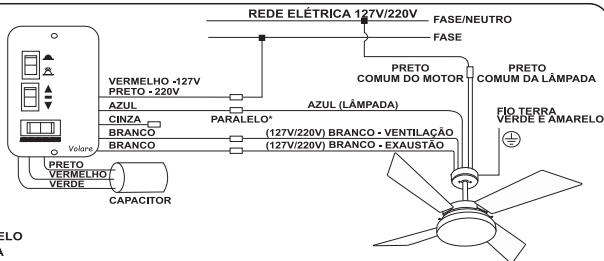 REDE ELÉTRICA 127V/220V
FASE/NEUTRO
FASE
PRETO
COMUM DO MOTOR
PRETO
COMUM DA LÂMPADA
VERMELHO -127V
PRETO - 220V
AZUL
AZUL (LÂMPADA)
FIO TERRA
VERDE E AMARELO
CINZA
PARALELO*
BRANCO
(127V/220V) BRANCO - VENTILAÇÃO
BRANCO
(127V/220V) BRANCO - EXAUSTÃO
Volare
PRETO
VERMELHO
VERDE
CAPACITOR
ELO
A